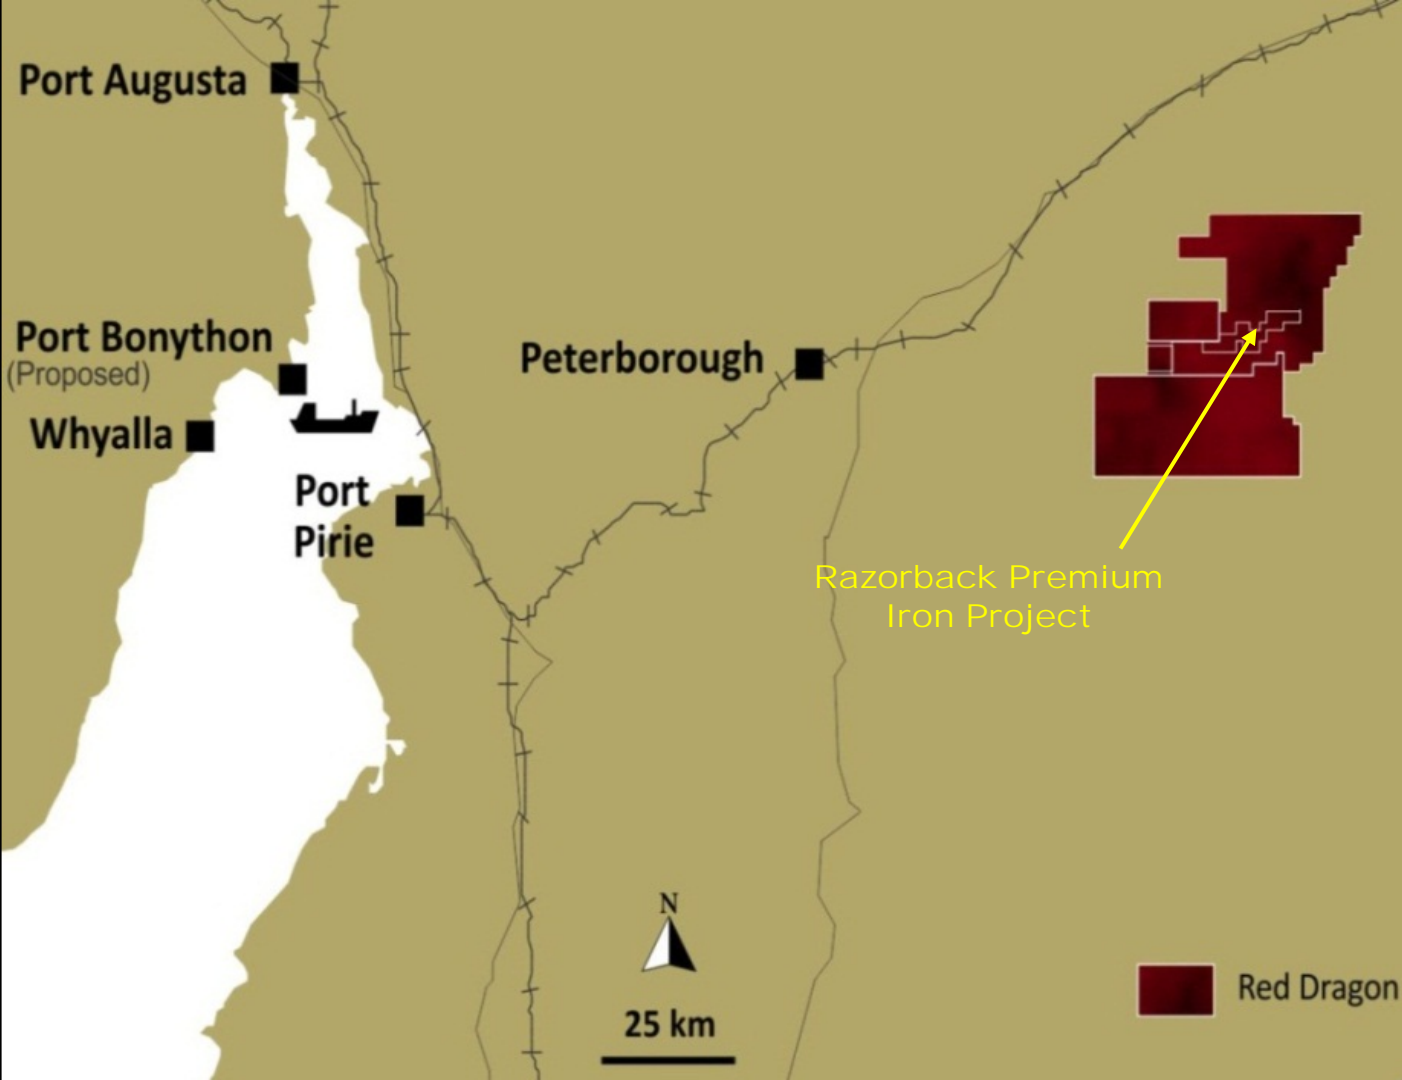 Port Augusta
Port Bonython
(Proposed)
Whyalla
Port
Pirie
Peterborough
Razorback Premium
Iron Project
N
25 km
Red Dragon